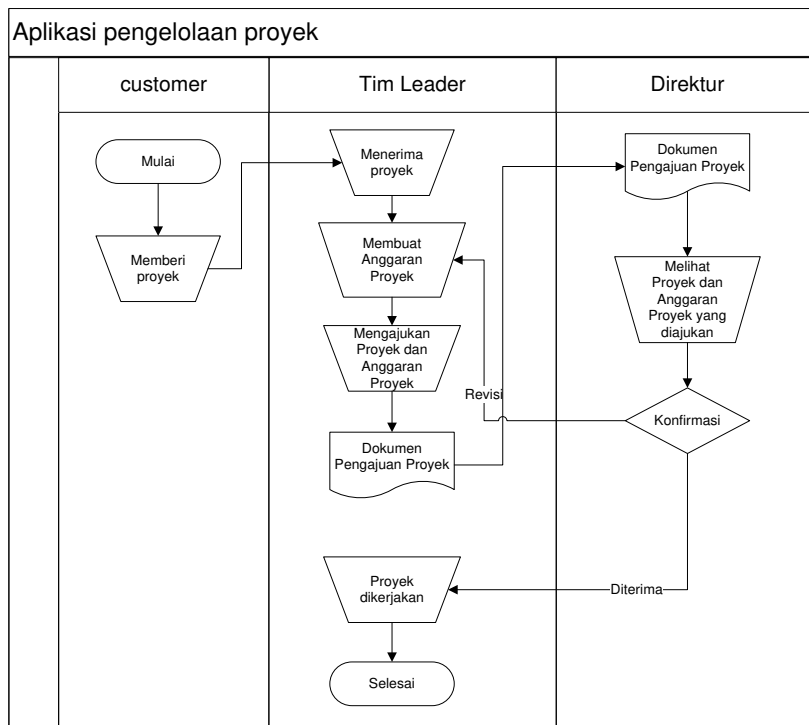 Aplikasi pengelolaan proyek
customer
Tim Leader
Direktur
Mulai
Memberi
proyek
Menerima
proyek
Membuat
Anggaran
Proyek
Mengajukan
Proyek dan
Anggaran
Proyek
Dokumen
Pengajuan Proyek
Dokumen
Pengajuan Proyek
Melihat
Proyek dan
Anggaran
Proyek yang
diajukan
Konfirmasi
Revisi
Diterima
Proyek
dikerjakan
Selesai